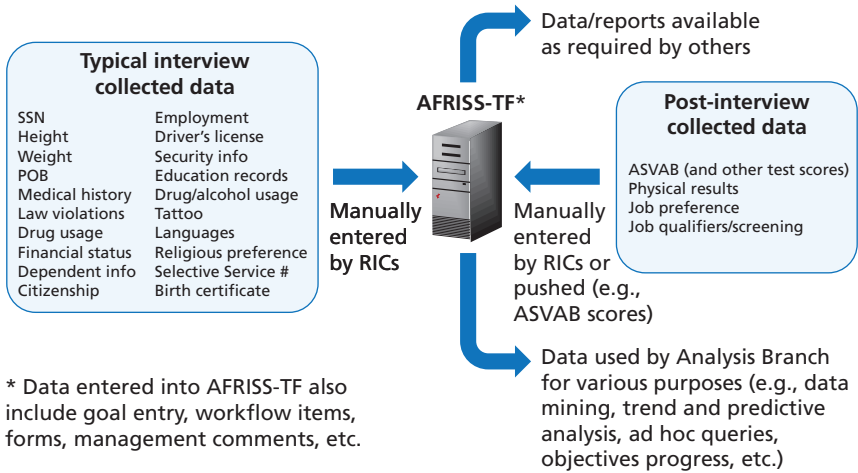 Typical interview
collected data
SSN
Height
Weight
POB
Medical history
Law violations
Drug usage
Financial status
Dependent info
Citizenship
Employment
Driver's license
Security info
Education records
Drug/alcohol usage
Tattoo
Languages
Religious preference
Selective Service #
Birth certificate
Manually
entered
by RICs
AFRISS-TF*
Data/reports available
as required by others
Post-interview
collected data
ASVAB (and other test scores)
Physical results
Job preference
Job qualifiers/screening
Manually
entered
by RICs or
pushed (e.g.,
ASVAB scores)
Data used by Analysis Branch
for various purposes (e.g., data
mining, trend and predictive
analysis, ad hoc queries,
objectives progress, etc.)
* Data entered into AFRISS-TF also
include goal entry, workflow items,
forms, management comments, etc.